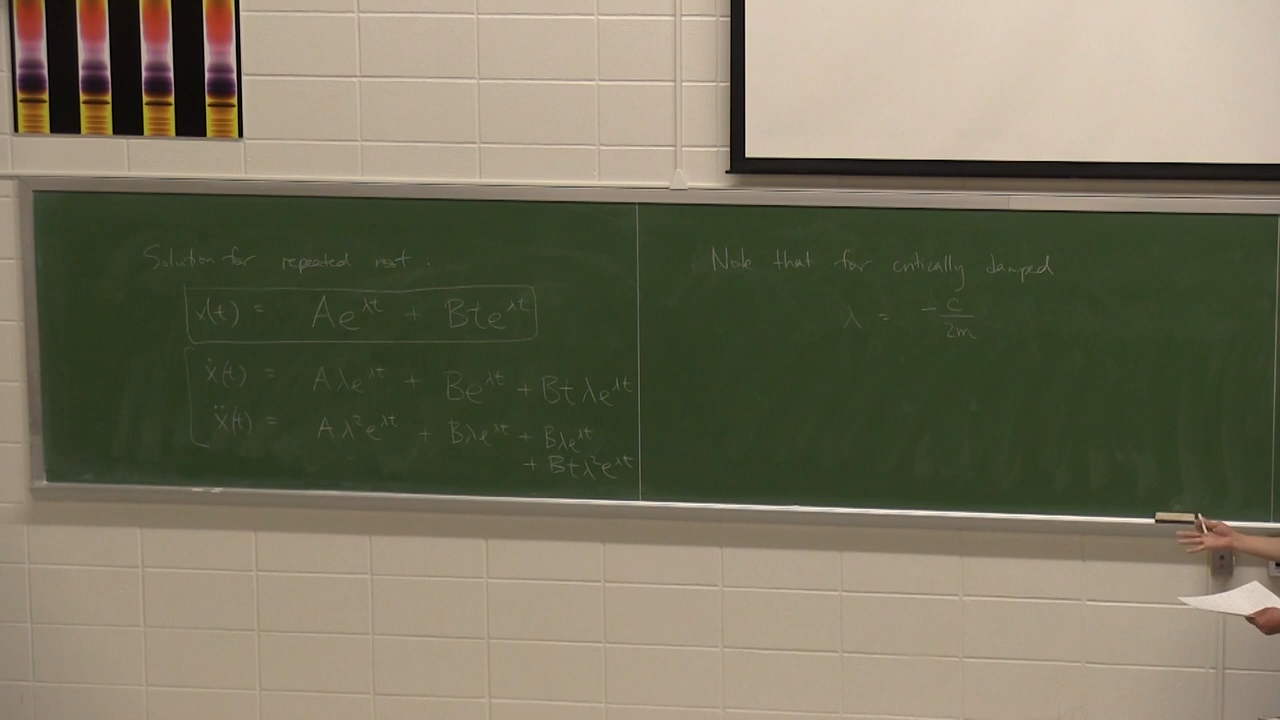 Solution for repeated root.
x(t) = Ae^λt + Bte^λt
ẋ(t) = Aλe^λt + Be^λt + Btλe^λt
ẍ(t) = Aλ²e^λt + Bλe^λt + Bλe^λt
+ Btλ²e^λt
Note that for critically damped
λ = -c/2m